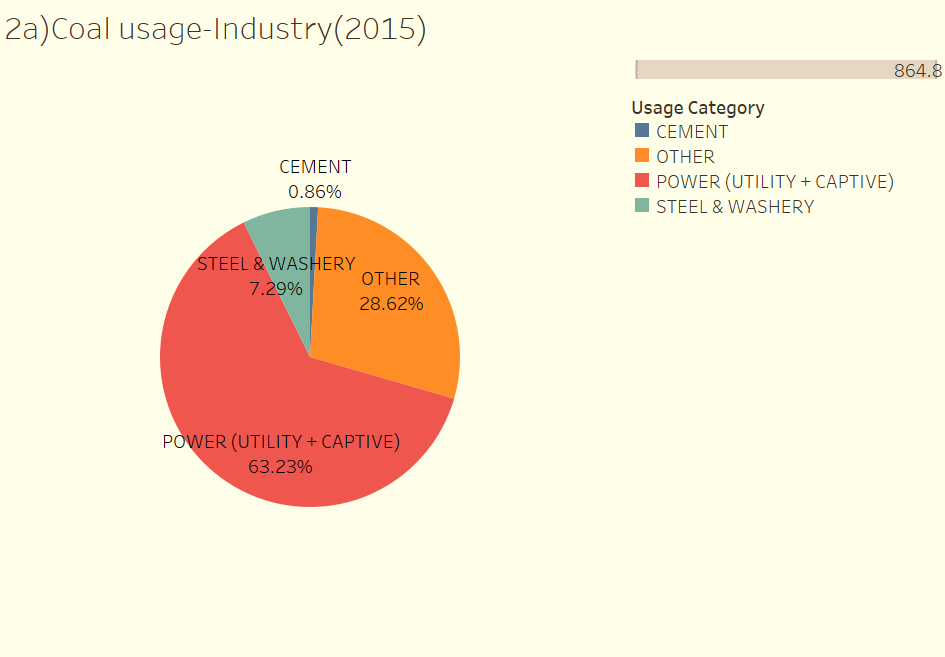 2a)Coal usage-Industry(2015)
864.8
Usage Category
CEMENT
OTHER
POWER (UTILITY + CAPTIVE)
STEEL & WASHERY
CEMENT
0.86%
STEEL & WASHERY
7.29%
OTHER
28.62%
POWER (UTILITY + CAPTIVE)
63.23%